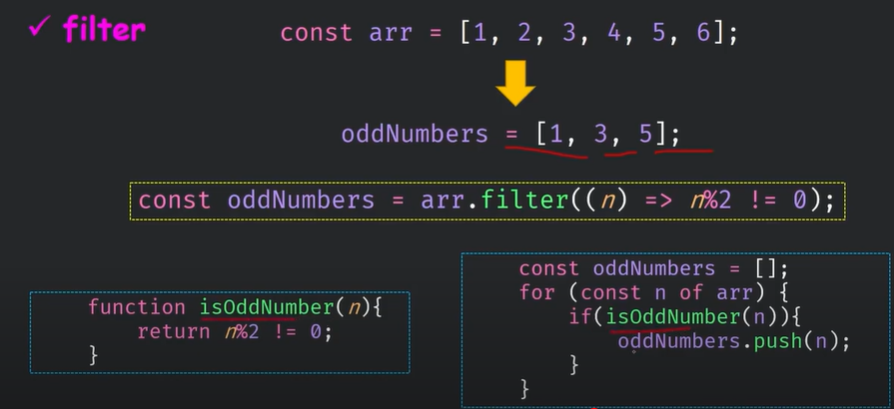 ✓ filter
const arr = [1, 2, 3, 4, 5, 6];
oddNumbers = [1, 3, 5];
const oddNumbers = arr.filter((n) => n%2 != 0);
function isOddNumber(n){
return n%2 != 0;
}
const oddNumbers = [];
for (const n of arr) {
if(isOddNumber(n)){
oddNumbers.push(n);
}
}